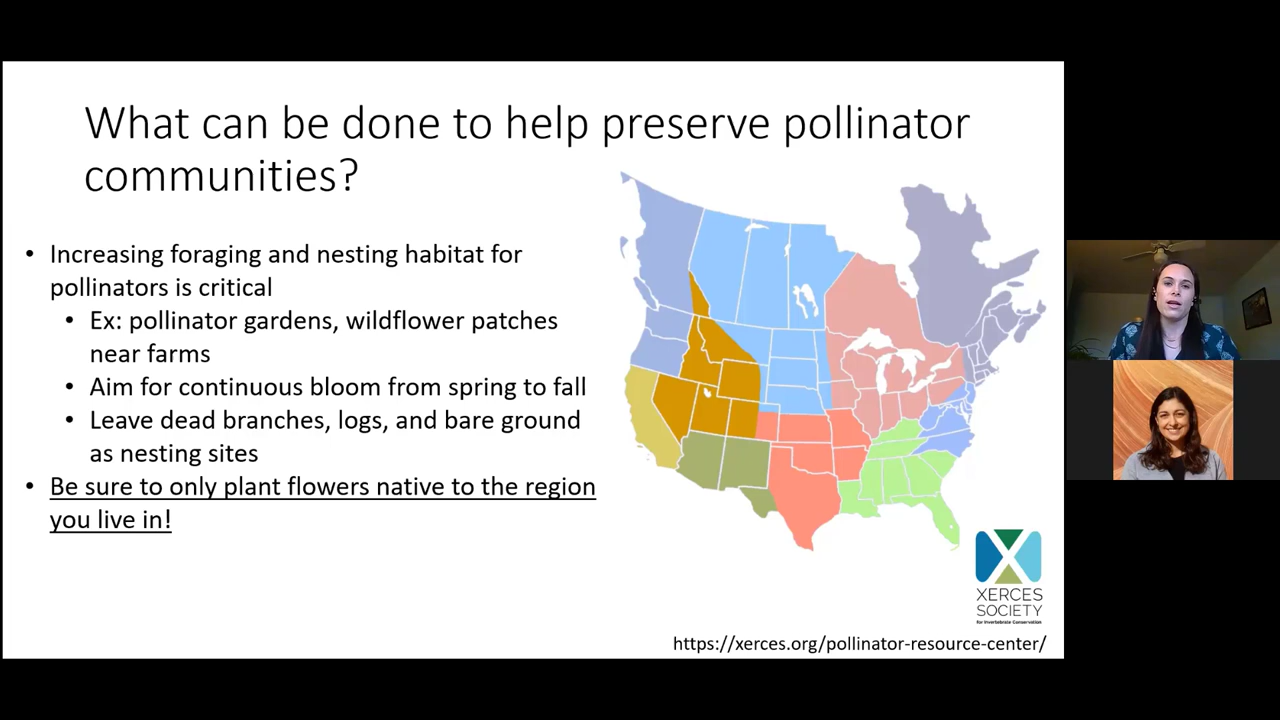 What can be done to help preserve pollinator
communities?
• Increasing foraging and nesting habitat for
pollinators is critical
• Ex: pollinator gardens, wildflower patches
near farms
• Aim for continuous bloom from spring to fall
• Leave dead branches, logs, and bare ground
as nesting sites
• Be sure to only plant flowers native to the region
you live in!
XERCES
SOCIETY
for Invertebrate Conservation
https://xerces.org/pollinator-resource-center/